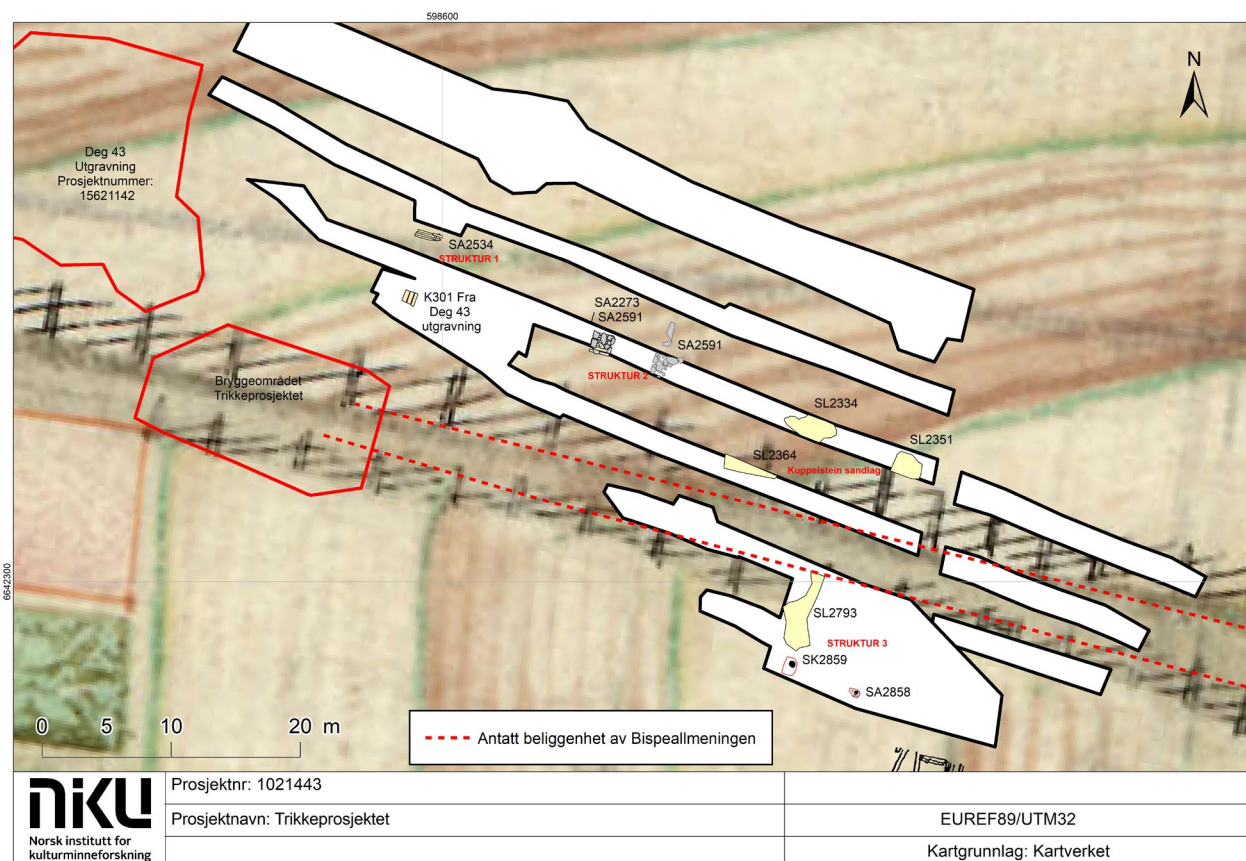 598600
N
Deg 43
Utgravning
Prosjektnummer:
15621142
SA2534
STRUKTUR 1
K301 Fra
Deg 43
utgravning
SA2273
/ SA2591
SA2591
STRUKTUR 2
Bryggeområdet
Trikkeprosjektet
SL2334
SL2351
SL2364
Kuppelstein sandlag
6642300
SL2793
STRUKTUR 3
SK2859
SA2858
0 5 10 20 m
Antatt beliggenhet av Bispeallmeningen
NIKU
Norsk institutt for
kulturminneforskning
Prosjektnr: 1021443
Prosjektnavn: Trikkeprosjektet
EUREF89/UTM32
Kartgrunnlag: Kartverket